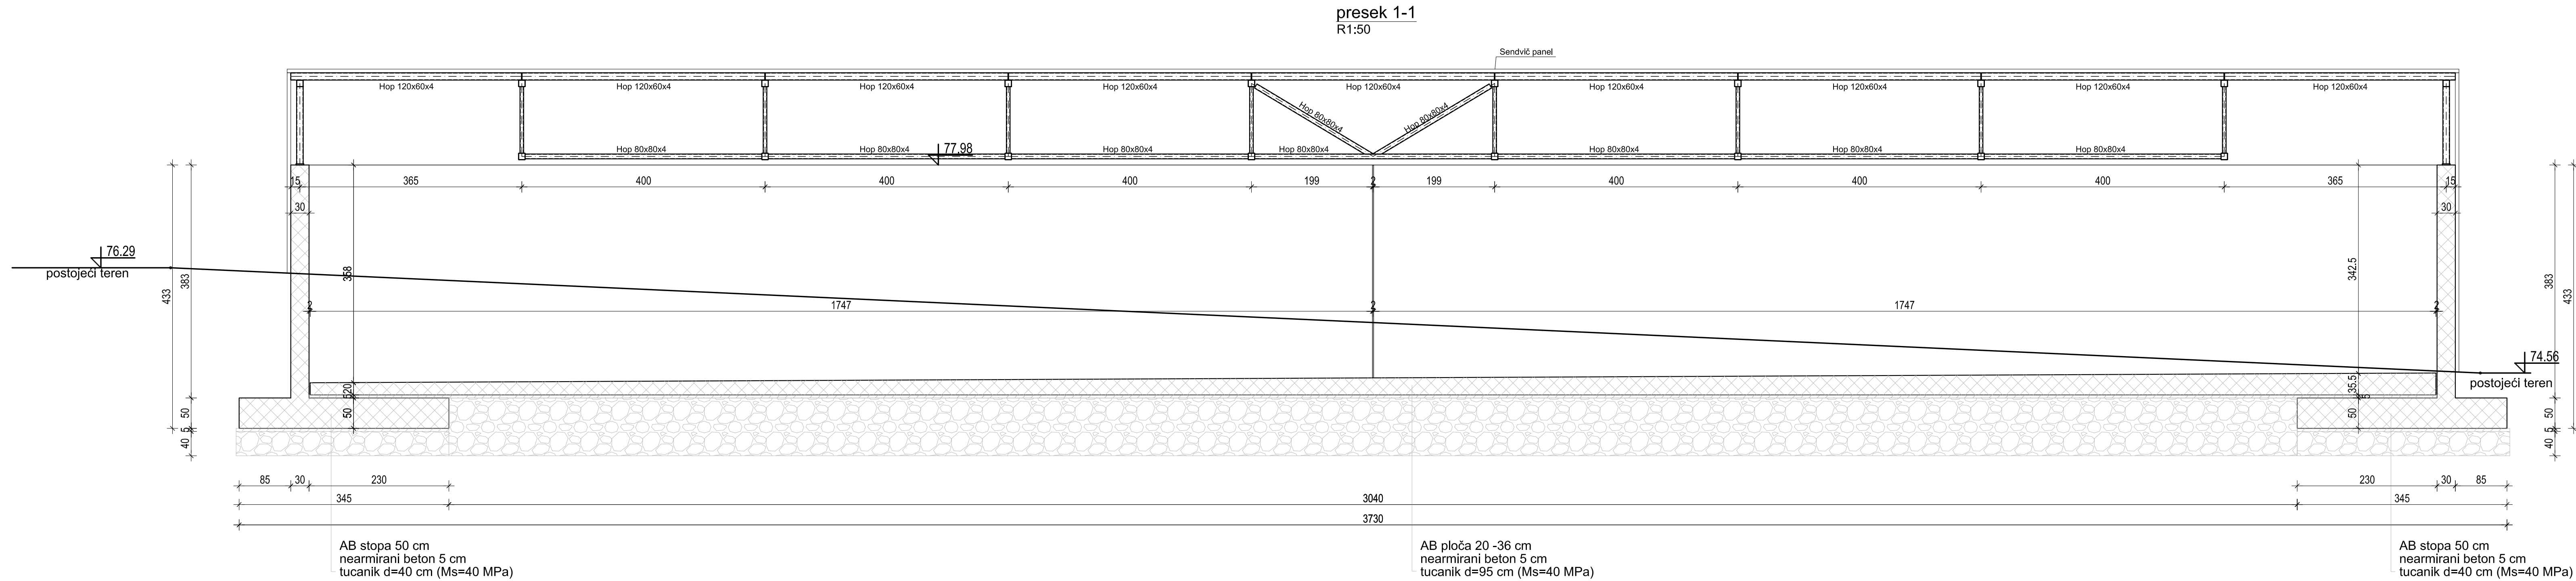 presek 1-1
R1:50
Sendvič panel
Hop 120x60x4
Hop 120x60x4
Hop 120x60x4
Hop 120x60x4
Hop 120x60x4
Hop 120x60x4
Hop 120x60x4
Hop 120x60x4
Hop 120x60x4
Hop 80x80x4
Hop 80x80x4
Hop 80x80x4
Hop 80x80x4
Hop 80x80x4
Hop 80x80x4
Hop 80x80x4
Hop 80x80x4
Hop 80x80x4
Hop 80x80x4
77.98
15 365 400 400 400 199 2 199 400 400 400 365 15
30
30
76.29
postojeći teren
433
383
358
342.5
383
433
2 1747 2 1747 2
74.56
postojeći teren
520
50
35.5
5
50
50
5
40
50
5
40
85 30 230
230 30 85
345 3040 345
3730
AB stopa 50 cm
nearmirani beton 5 cm
tucanik d=40 cm (Ms=40 MPa)
AB ploča 20 -36 cm
nearmirani beton 5 cm
tucanik d=95 cm (Ms=40 MPa)
AB stopa 50 cm
nearmirani beton 5 cm
tucanik d=40 cm (Ms=40 MPa)